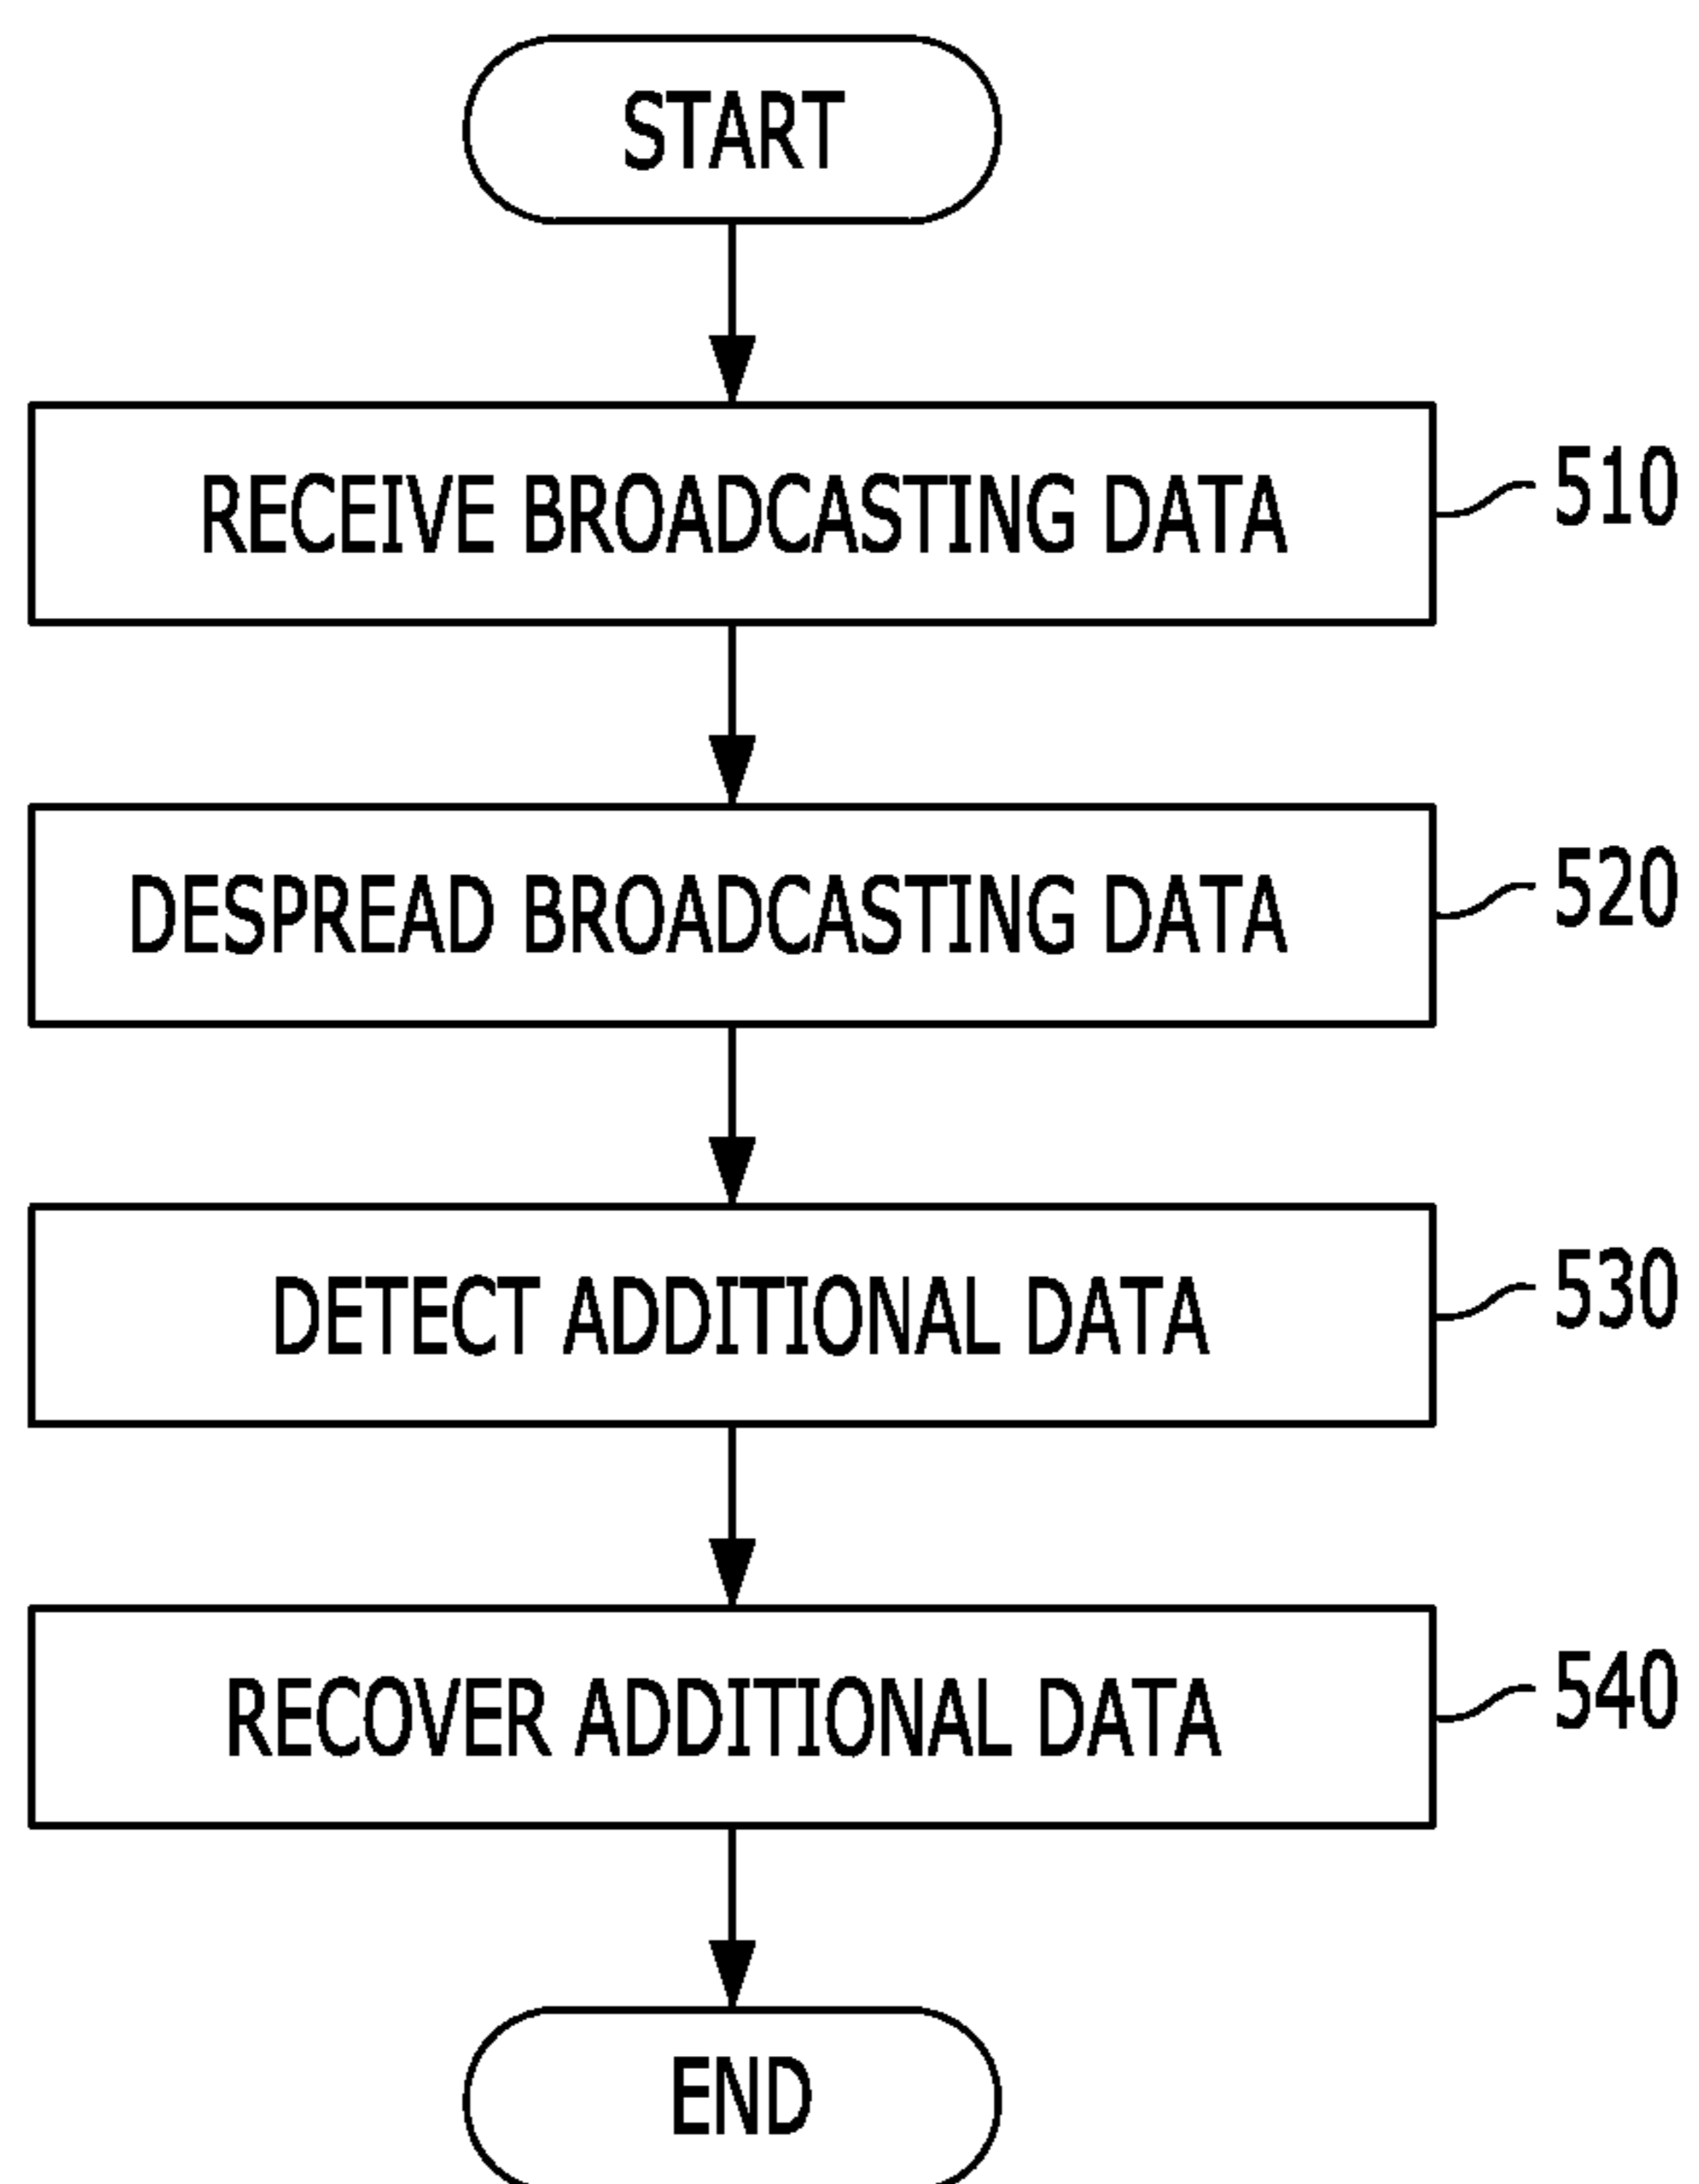 START
RECEIVE BROADCASTING DATA
510
DESPREAD BROADCASTING DATA
520
DETECT ADDITIONAL DATA
530
RECOVER ADDITIONAL DATA
540
END